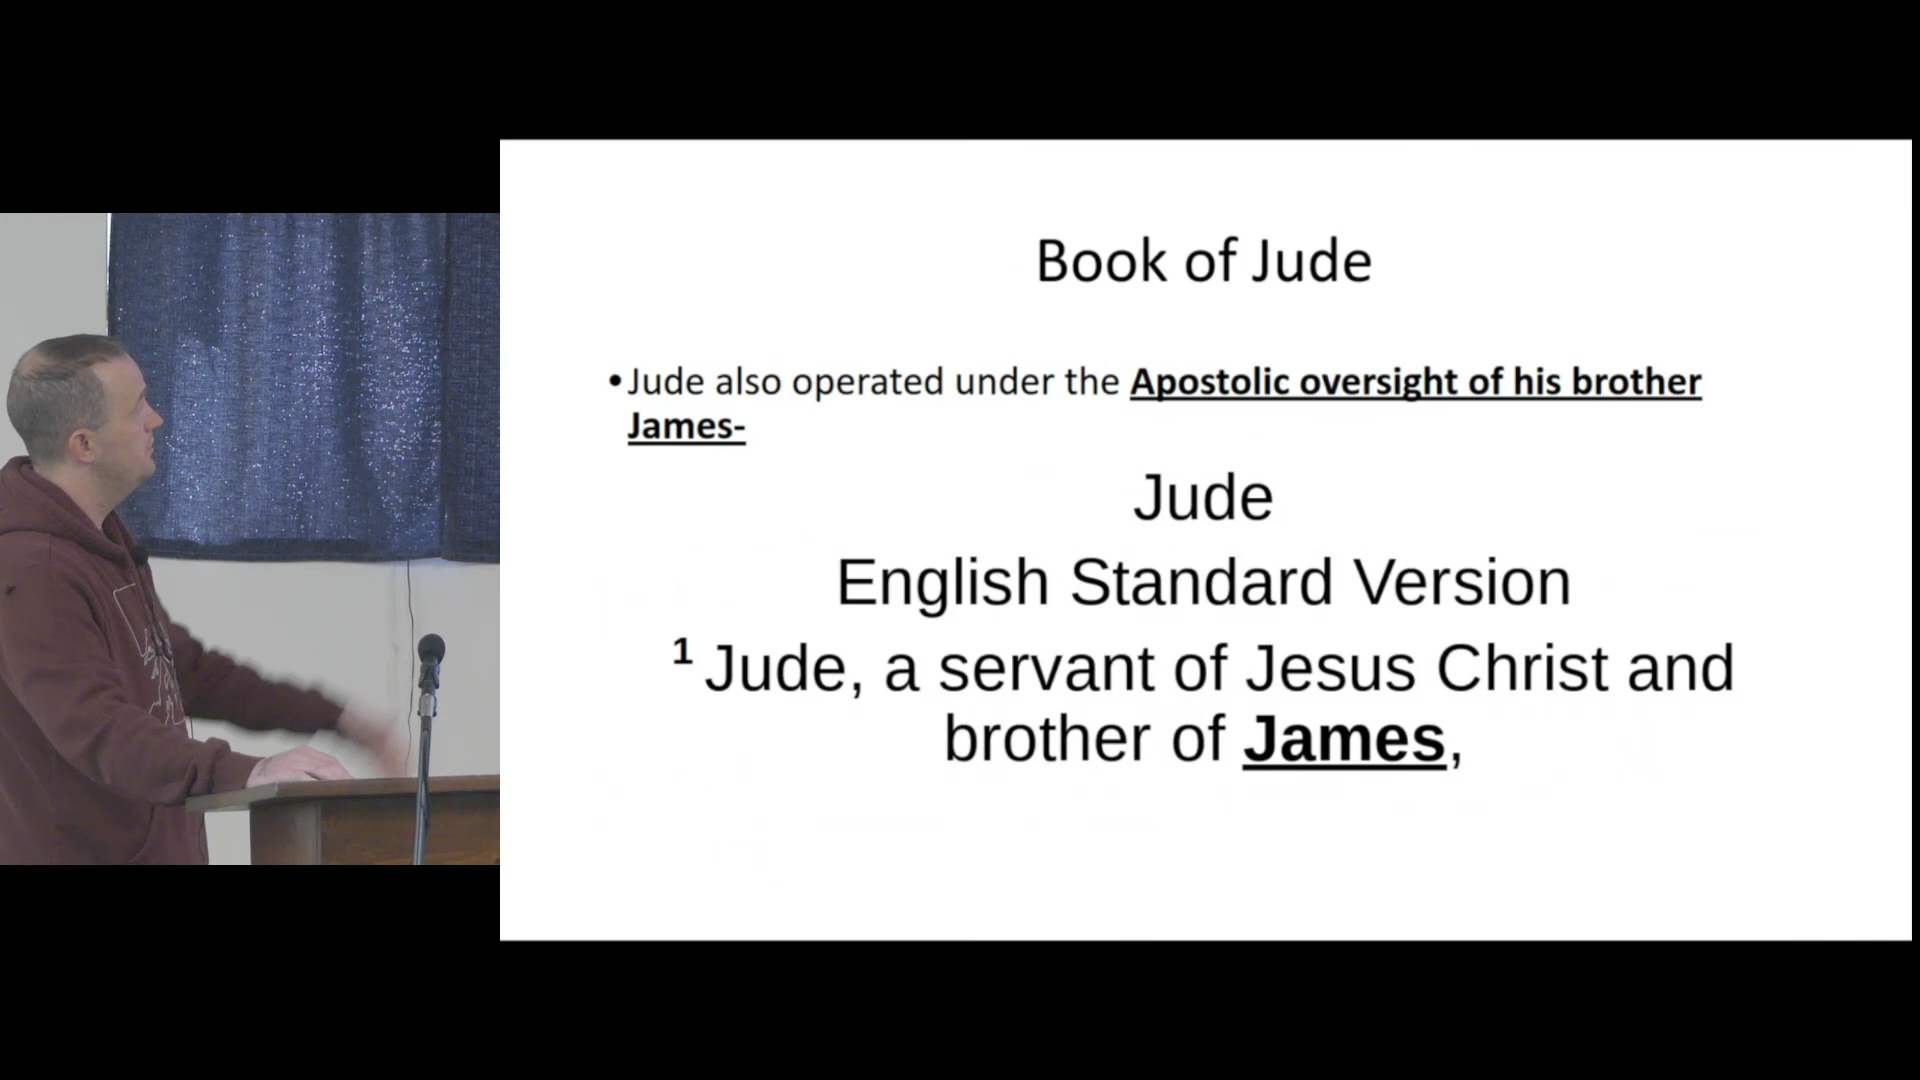 Book of Jude
•Jude also operated under the Apostolic oversight of his brother
James-
Jude
English Standard Version
1 Jude, a servant of Jesus Christ and
brother of James,